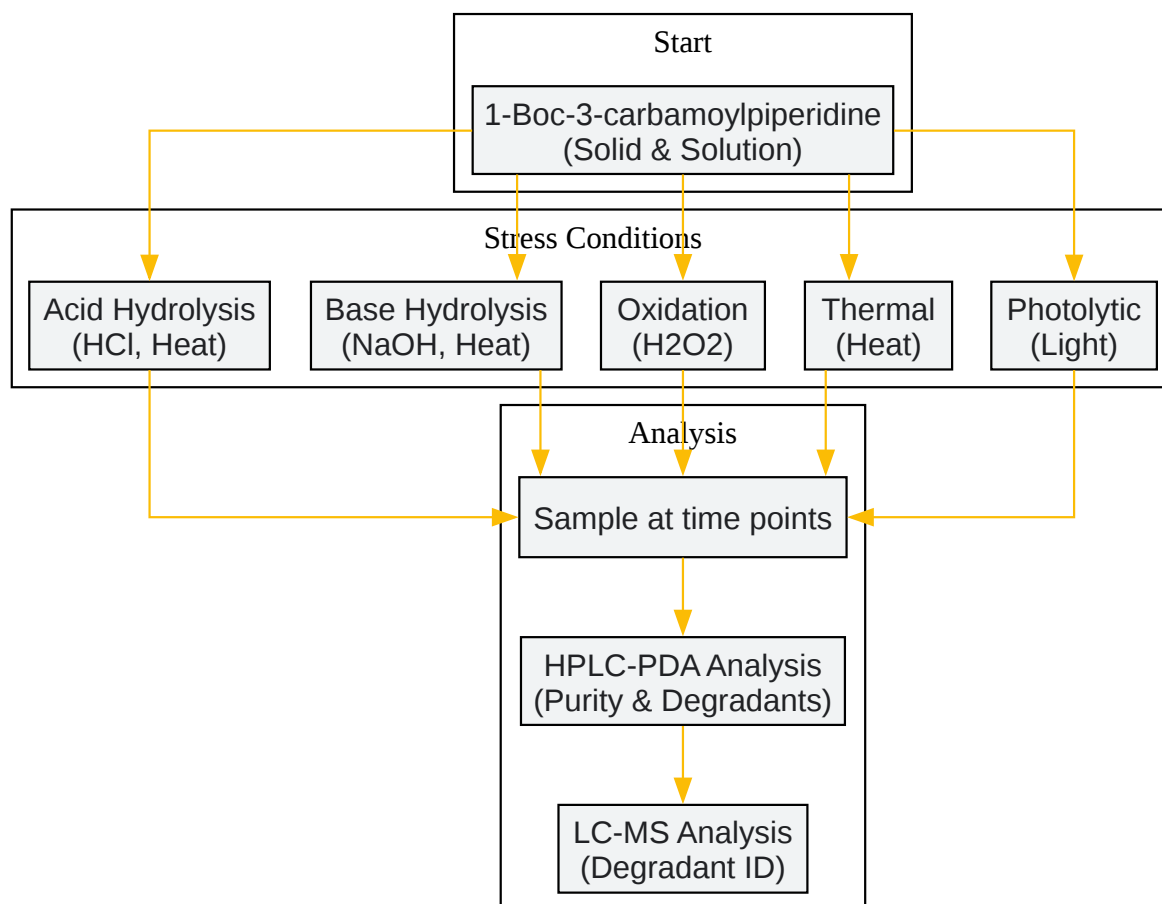 Start
1-Boc-3-carbamoylpiperidine
(Solid & Solution)
Stress Conditions
Acid Hydrolysis
(HCl, Heat)
Base Hydrolysis
(NaOH, Heat)
Oxidation
(H2O2)
Thermal
(Heat)
Photolytic
(Light)
Analysis
Sample at time points
HPLC-PDA Analysis
(Purity & Degradants)
LC-MS Analysis
(Degradant ID)